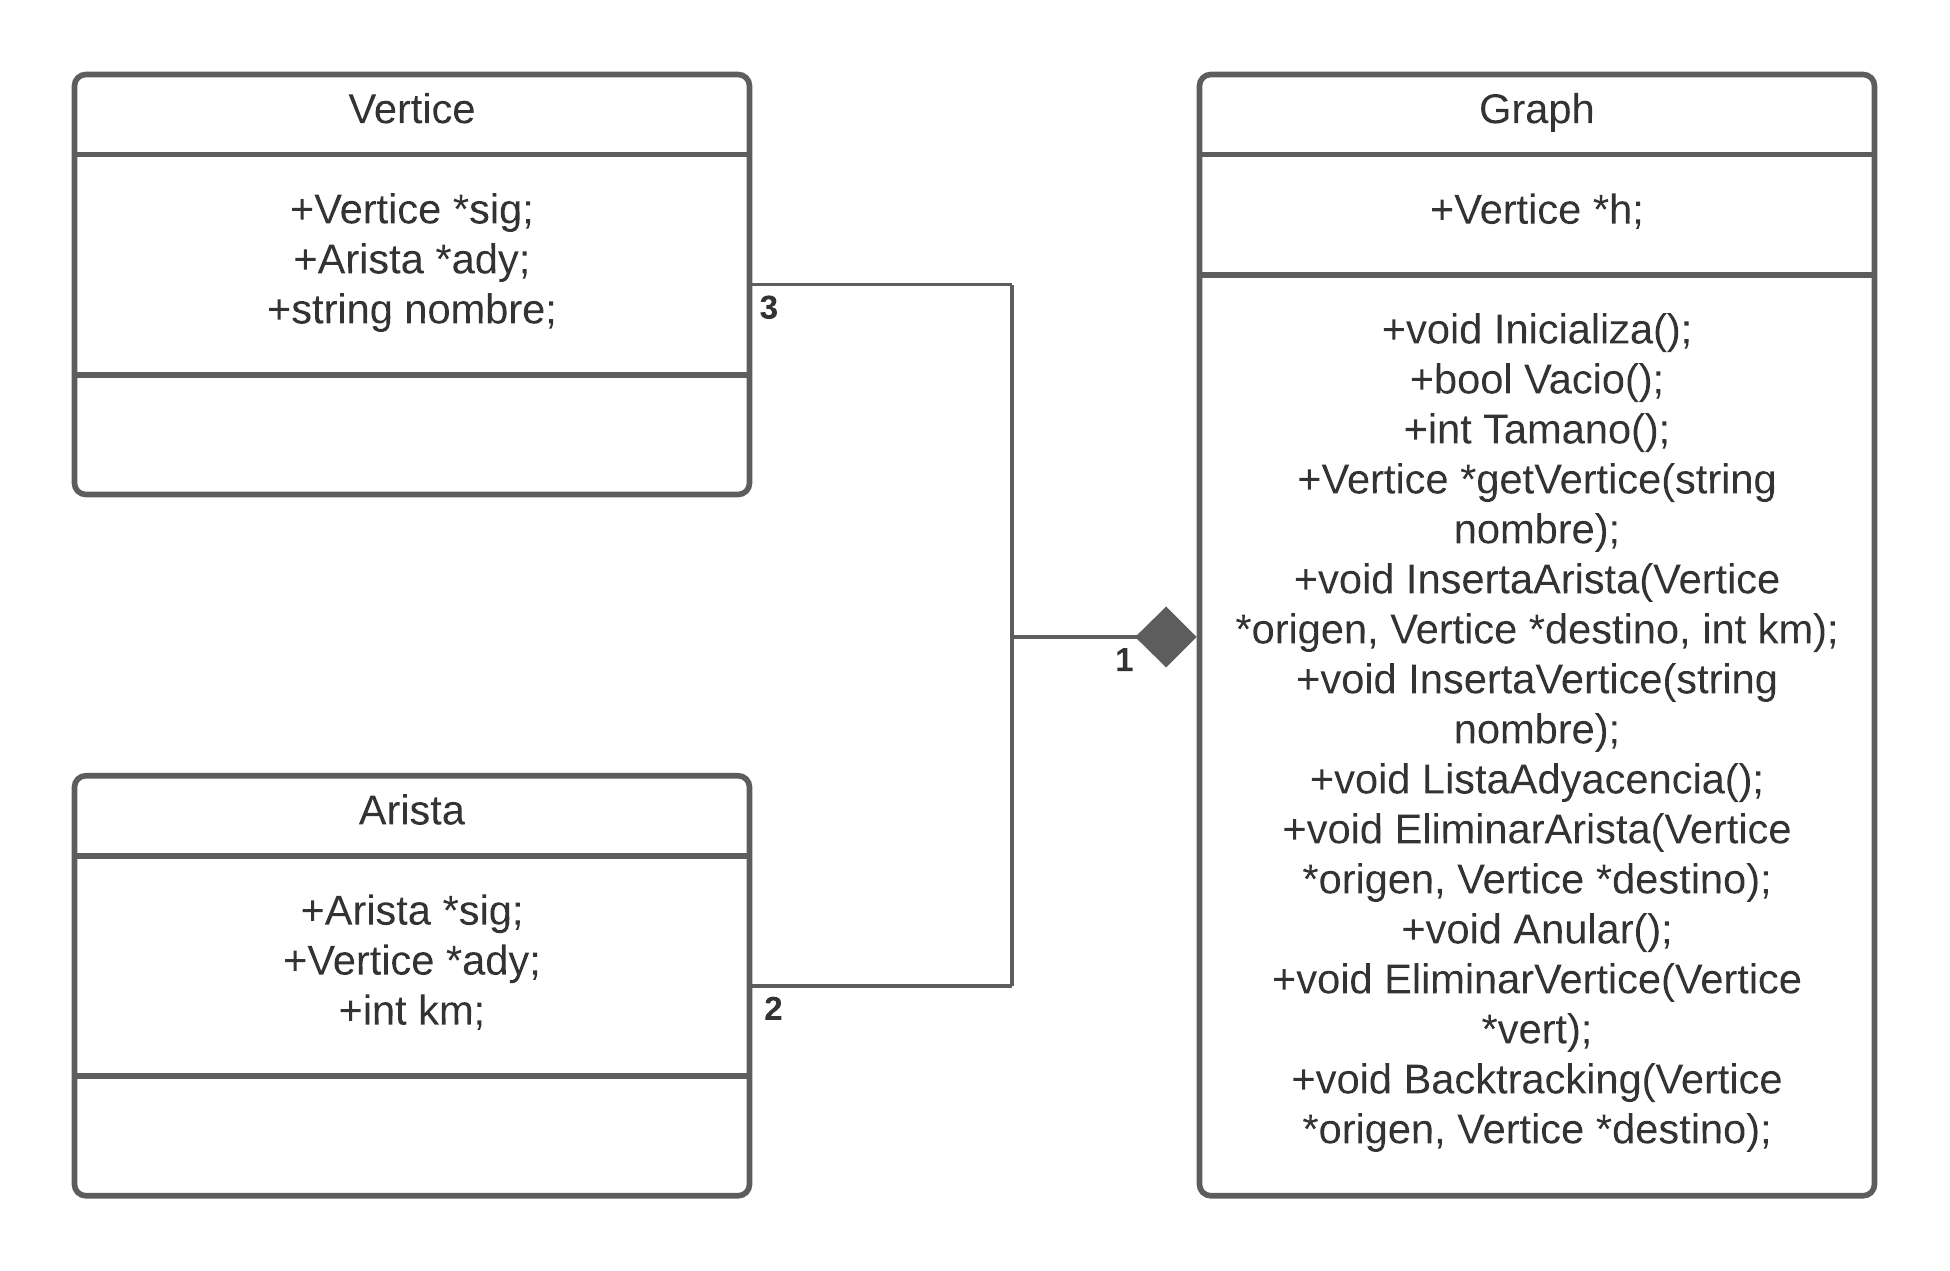 Vertice
+Vertice *sig;
+Arista *ady;
+string nombre;
3
Arista
+Arista *sig;
+Vertice *ady;
+int km;
2
1
Graph
+Vertice *h;
+void Inicializa();
+bool Vacio();
+int Tamano();
+Vertice *getVertice(string
nombre);
+void InsertaArista(Vertice
*origen, Vertice *destino, int km);
+void InsertaVertice(string
nombre);
+void ListaAdyacencia();
+void EliminarArista(Vertice
*origen, Vertice *destino);
+void Anular();
+void EliminarVertice(Vertice
*vert);
+void Backtracking(Vertice
*origen, Vertice *destino);